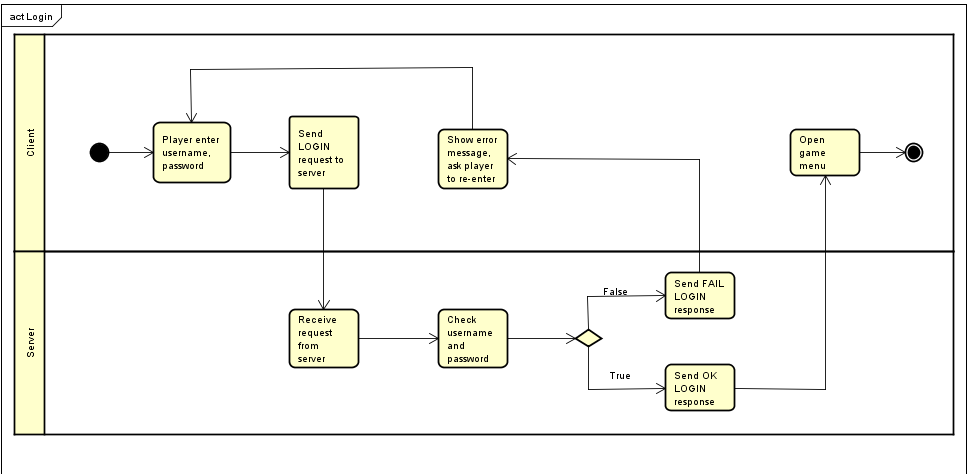 act Login
Client
Player enter
username,
password
Send
LOGIN
request to
server
Show error
message,
ask player
to re-enter
Open
game
menu
Server
Receive
request
from
server
Check
username
and
password
False
True
Send FAIL
LOGIN
response
Send OK
LOGIN
response